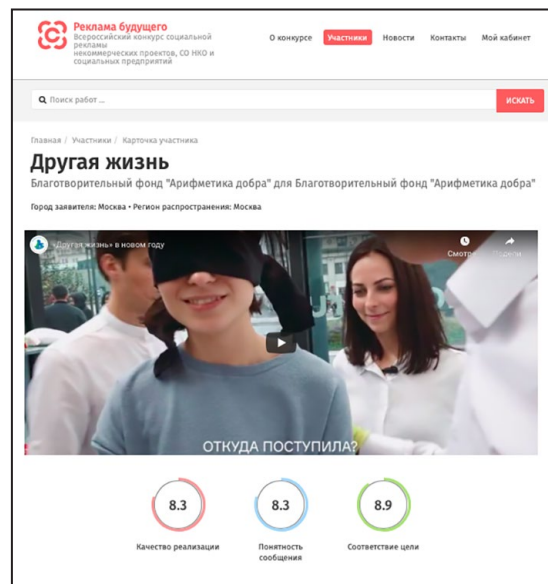 Реклама будущего
Всероссийский конкурс социальной
рекламы
некоммерческих проектов, СО НКО и
социальных предприятий
О конкурсе Участники Новости Контакты Мой кабинет
Поиск работ ...
ИСКАТЬ
Главная / Участники / Карточка участника
Другая жизнь
Благотворительный фонд "Арифметика добра" для Благотворительный фонд "Арифметика добра"
Город заявителя: Москва • Регион распространения: Москва
«Другая жизнь» в новом году
ОТКУДА ПОСТУПИЛА?
8.3 8.3 8.9
Качество реализации
Понятность
сообщения
Соответствие цели